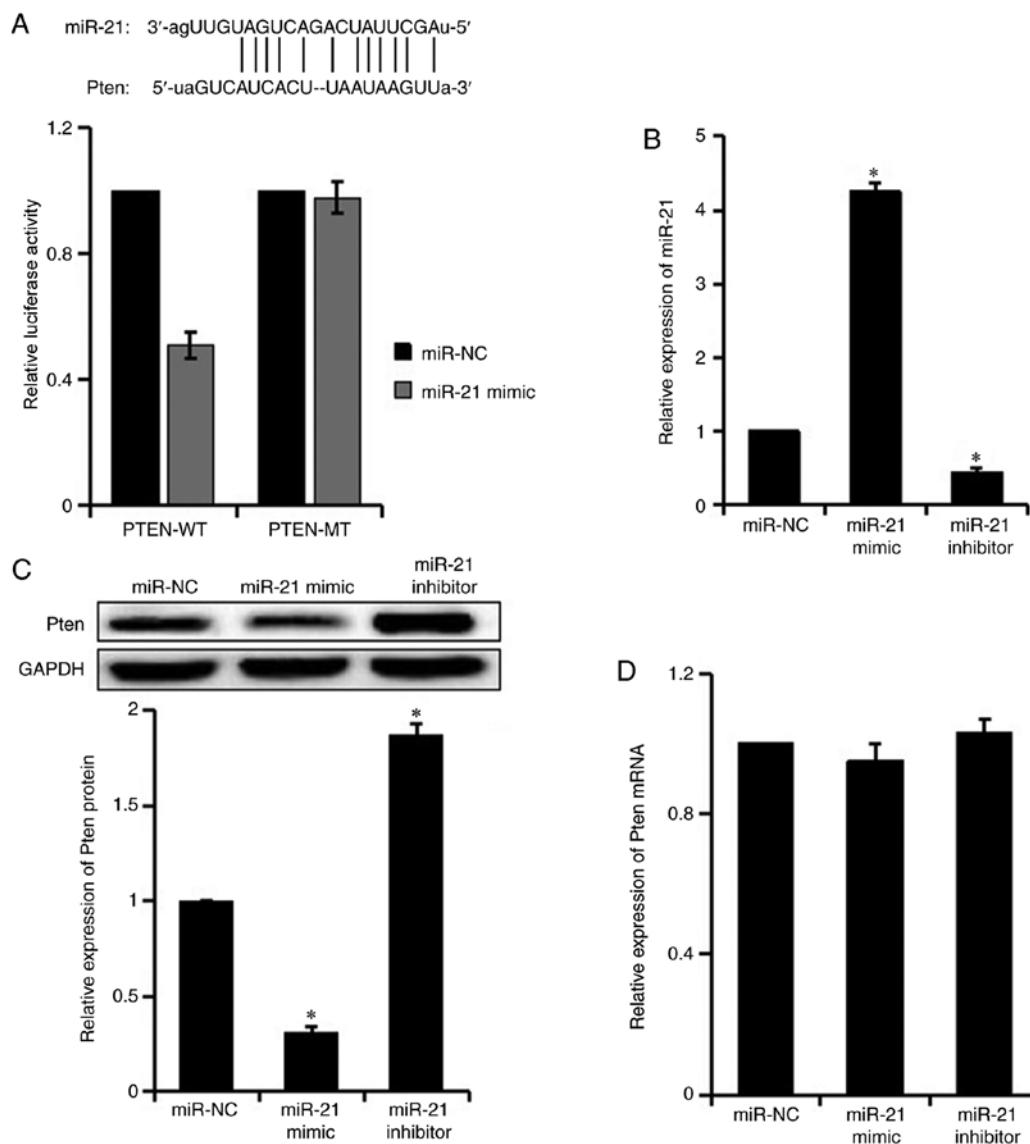 A
miR-21: 3′-agUUGUAGUCAGACUAUUCGAu-5′
Pten: 5′-uaGUCAUCACU--UAAUAAGUUa-3′
Relative luciferase activity
1.2
0.8
0.4
0
PTEN-WT PTEN-MT
miR-NC
miR-21 mimic
B
Relative expression of miR-21
5
4
3
2
1
0
*
*
miR-NC miR-21 miR-21
mimic inhibitor
C
miR-NC miR-21 mimic miR-21
inhibitor
Pten
GAPDH
Relative expression of Pten protein
2
1.5
1
0.5
0
*
*
miR-NC miR-21 miR-21
mimic inhibitor
D
Relative expression of Pten mRNA
1.2
0.8
0.4
0
miR-NC miR-21 miR-21 inhibitor
mimic